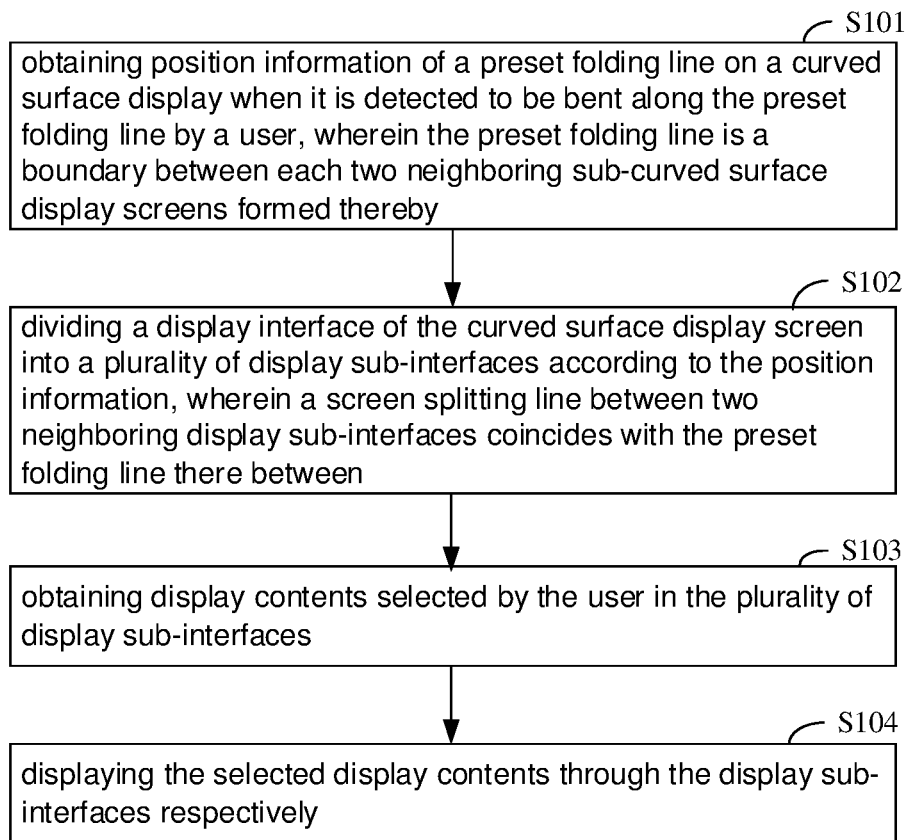 S101
obtaining position information of a preset folding line on a curved
surface display when it is detected to be bent along the preset
folding line by a user, wherein the preset folding line is a
boundary between each two neighboring sub-curved surface
display screens formed thereby
S102
dividing a display interface of the curved surface display screen
into a plurality of display sub-interfaces according to the position
information, wherein a screen splitting line between two
neighboring display sub-interfaces coincides with the preset
folding line there between
S103
obtaining display contents selected by the user in the plurality of
display sub-interfaces
S104
displaying the selected display contents through the display sub-
interfaces respectively